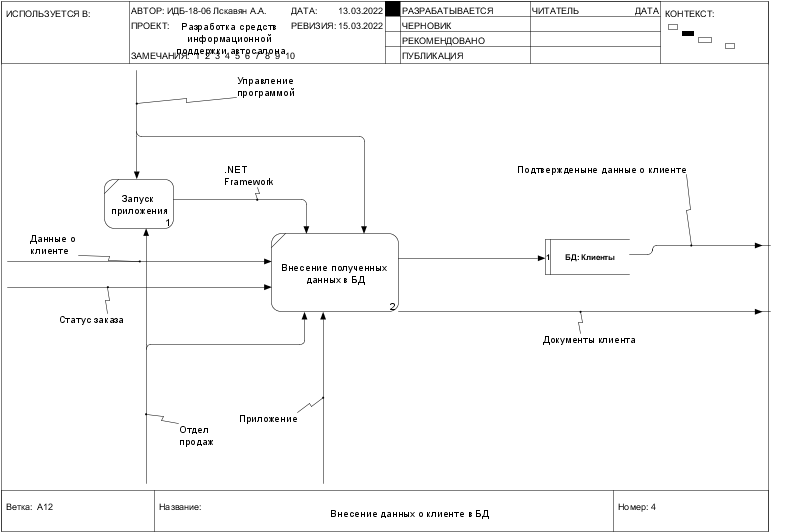 ИСПОЛЬЗУЕТСЯ В:
АВТОР: ИДБ-18-06 Лскавян А.А.
ДАТА: 13.03.2022
РАЗРАБАТЫВАЕТСЯ
ЧИТАТЕЛЬ
ДАТА
КОНТЕКСТ:
ПРОЕКТ: Разработка средств
информационной
поддержки автосалона
РЕВИЗИЯ: 15.03.2022
ЧЕРНОВИК
РЕКОМЕНДОВАНО
ЗАМЕЧАНИЯ: 1 2 3 4 5 6 7 8 9 10
ПУБЛИКАЦИЯ
Управление
программой
.NET
Framework
Подтвержденыне данные о клиенте
Запуск
приложения
1
Данные о
клиенте
Внесение полученных
данных в БД
2
1
БД: Клиенты
Статус заказа
Документы клиента
Приложение
Отдел
продаж
Ветка: A12
Название:
Внесение данных о клиенте в БД
Номер: 4